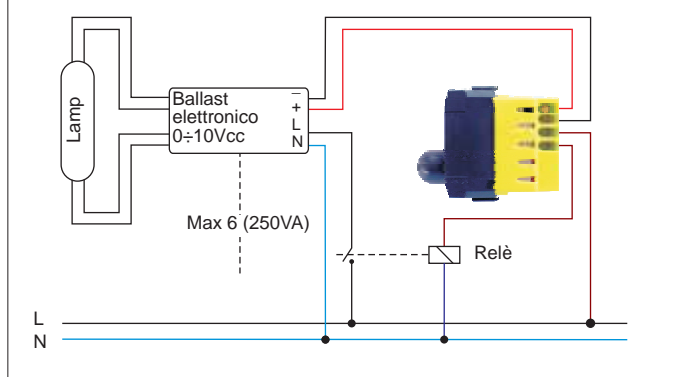 Lamp
Ballast
elettronico
0÷10Vcc
–
+
L
N
Max 6 (250VA)
Relè
L
N